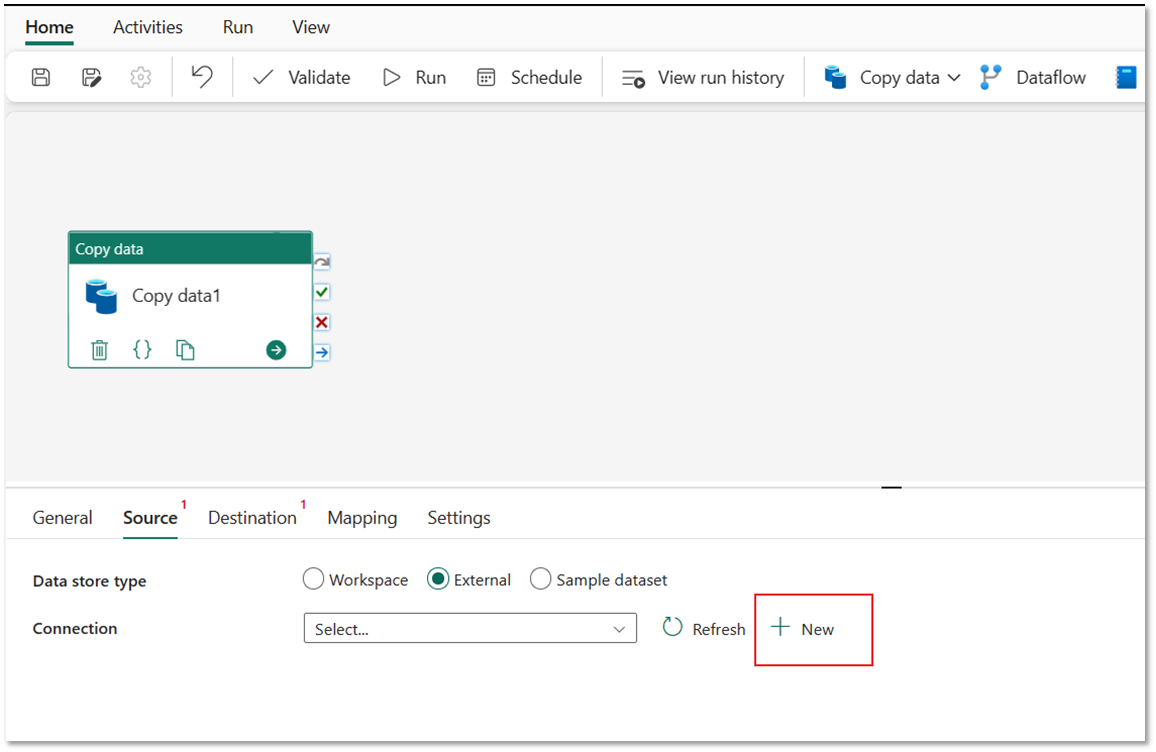 Home Activities Run View
Validate Run Schedule View run history Copy data Dataflow
Copy data
Copy data1
General Source 1 Destination 1 Mapping Settings
Data store type Workspace External Sample dataset
Connection Select... Refresh New